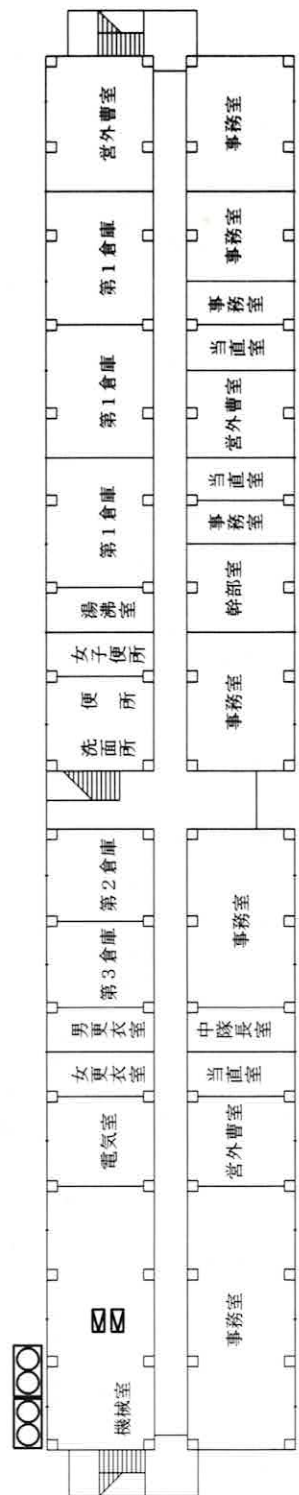 機械室
電気室
女更衣室
男更衣室
第3倉庫
第2倉庫
洗面所
便所
女子便所
湯沸室
第1倉庫
第1倉庫
第1倉庫
営外曹室
事務室
営外曹室
当直室
中隊長室
事務室
事務室
幹部室
事務室
当直室
営外曹室
当直室
事務室
事務室
事務室